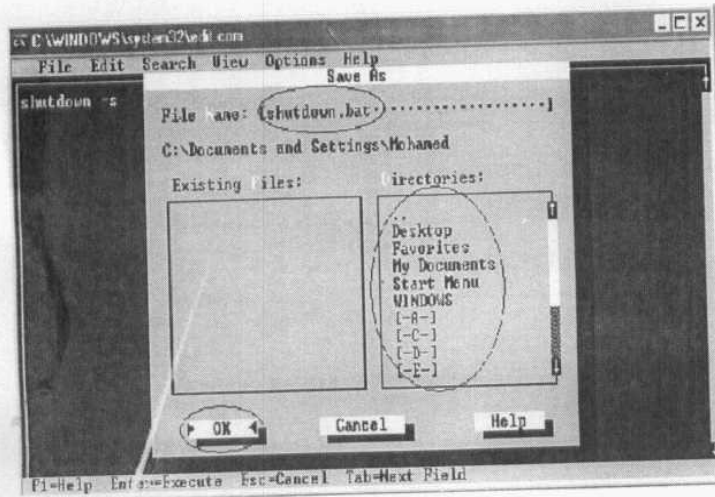 C:\WINDOWS\system32\edit.com
File Edit Search View Options Help
Save As
shutdown -s
File Name: [shutdown.bat····················]
C:\Documents and Settings\Mohamed
Existing Files: Directories:
..
Desktop
Favorites
My Documents
Start Menu
WINDOWS
[-A-]
[-C-]
[-D-]
[-E-]
OK Cancel Help
F1=Help Enter=Execute Esc=Cancel Tab=Next Field